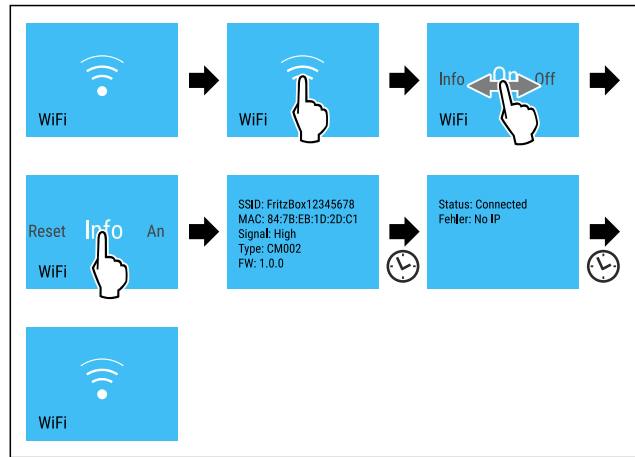 WiFi
WiFi
Info On Off
WiFi
Reset Info An
WiFi
SSID: FritzBox12345678
MAC: 84:7B:EB:1D:2D:C1
Signal: High
Type: CM002
FW: 1.0.0
Status: Connected
Fehler: No IP
WiFi